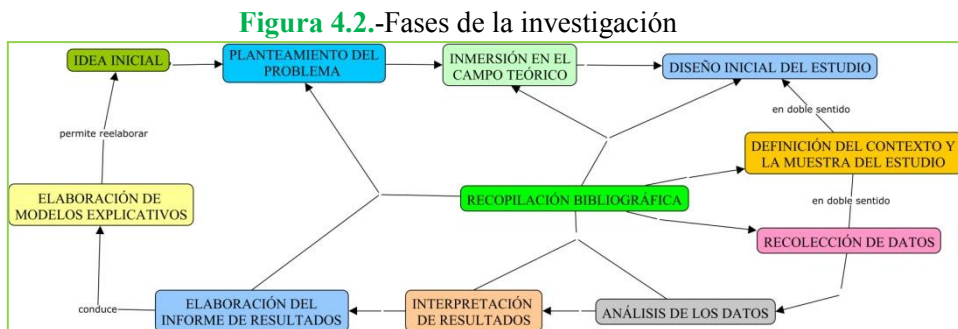 Figura 4.2.-Fases de la investigación
IDEA INICIAL
PLANTEAMIENTO DEL
PROBLEMA
INMERSIÓN EN EL
CAMPO TEÓRICO
DISEÑO INICIAL DEL ESTUDIO
en doble sentido
permite reelaborar
DEFINICIÓN DEL CONTEXTO Y
LA MUESTRA DEL ESTUDIO
ELABORACIÓN DE
MODELOS EXPLICATIVOS
RECOPILACIÓN BIBLIOGRÁFICA
en doble sentido
RECOLECCIÓN DE DATOS
conduce
ELABORACIÓN DEL
INFORME DE RESULTADOS
INTERPRETACIÓN
DE RESULTADOS
ANÁLISIS DE LOS DATOS